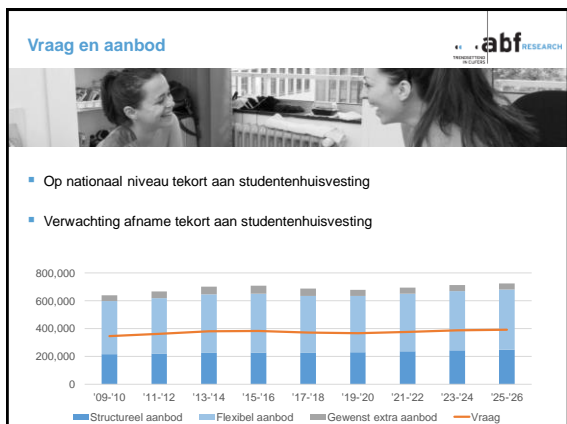 Vraag en aanbod
abf RESEARCH
TRENDSETTEND
IN CIJFERS
Op nationaal niveau tekort aan studentenhuisvesting
Verwachting afname tekort aan studentenhuisvesting
800,000
600,000
400,000
200,000
0
'09-'10 '11-'12 '13-'14 '15-'16 '17-'18 '19-'20 '21-'22 '23-'24 '25-'26
Structureel aanbod Flexibel aanbod Gewenst extra aanbod Vraag